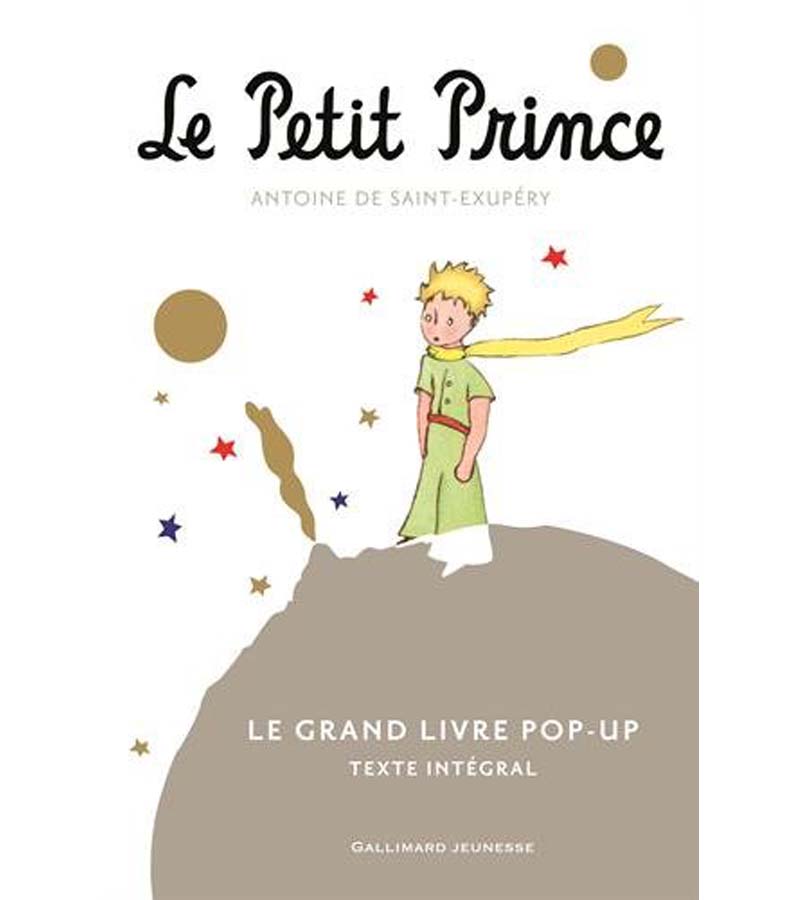 Le Petit Prince
ANTOINE DE SAINT-EXUPÉRY
LE GRAND LIVRE POP-UP
TEXTE INTÉGRAL
GALLIMARD JEUNESSE